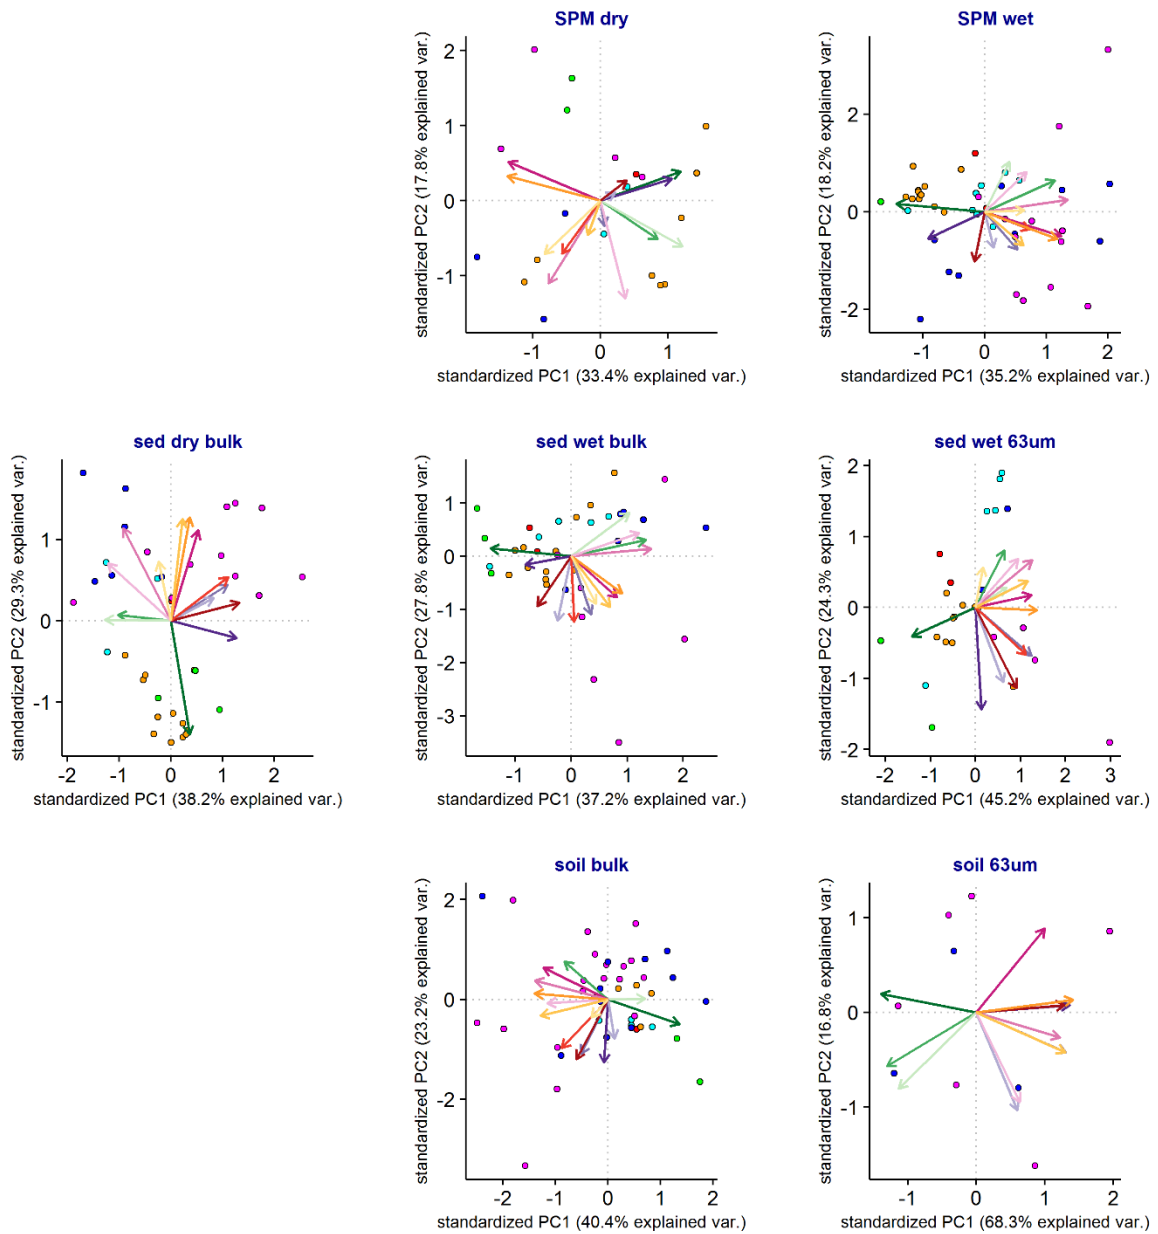 SPM dry
standardized PC2 (17.8% explained var.)
2
1
0
-1
-1
0
1
standardized PC1 (33.4% explained var.)
SPM wet
standardized PC2 (18.2% explained var.)
2
0
-2
-1
0
1
2
standardized PC1 (35.2% explained var.)
sed dry bulk
standardized PC2 (29.3% explained var.)
1
0
-1
-2
-1
0
1
2
standardized PC1 (38.2% explained var.)
sed wet bulk
standardized PC2 (27.8% explained var.)
1
0
-1
-2
-3
-1
0
1
2
standardized PC1 (37.2% explained var.)
sed wet 63um
standardized PC2 (24.3% explained var.)
2
1
0
-1
-2
-2
-1
0
1
2
3
standardized PC1 (45.2% explained var.)
soil bulk
standardized PC2 (23.2% explained var.)
2
0
-2
-2
-1
0
1
2
standardized PC1 (40.4% explained var.)
soil 63um
standardized PC2 (16.8% explained var.)
1
0
-1
-1
0
1
2
standardized PC1 (68.3% explained var.)